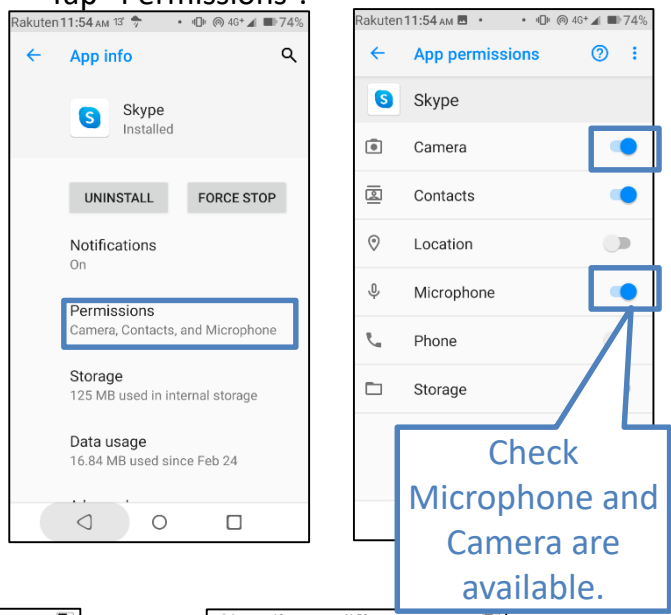 Tap "Permissions".
Rakuten 11:54 AM 13° 4G+ 74%
App info
Skype
Installed
UNINSTALL
FORCE STOP
Notifications
On
Permissions
Camera, Contacts, and Microphone
Storage
125 MB used in internal storage
Data usage
16.84 MB used since Feb 24
Rakuten 11:54 AM 4G+ 74%
App permissions
Skype
Camera
Contacts
Location
Microphone
Phone
Storage
Check
Microphone and
Camera are
available.